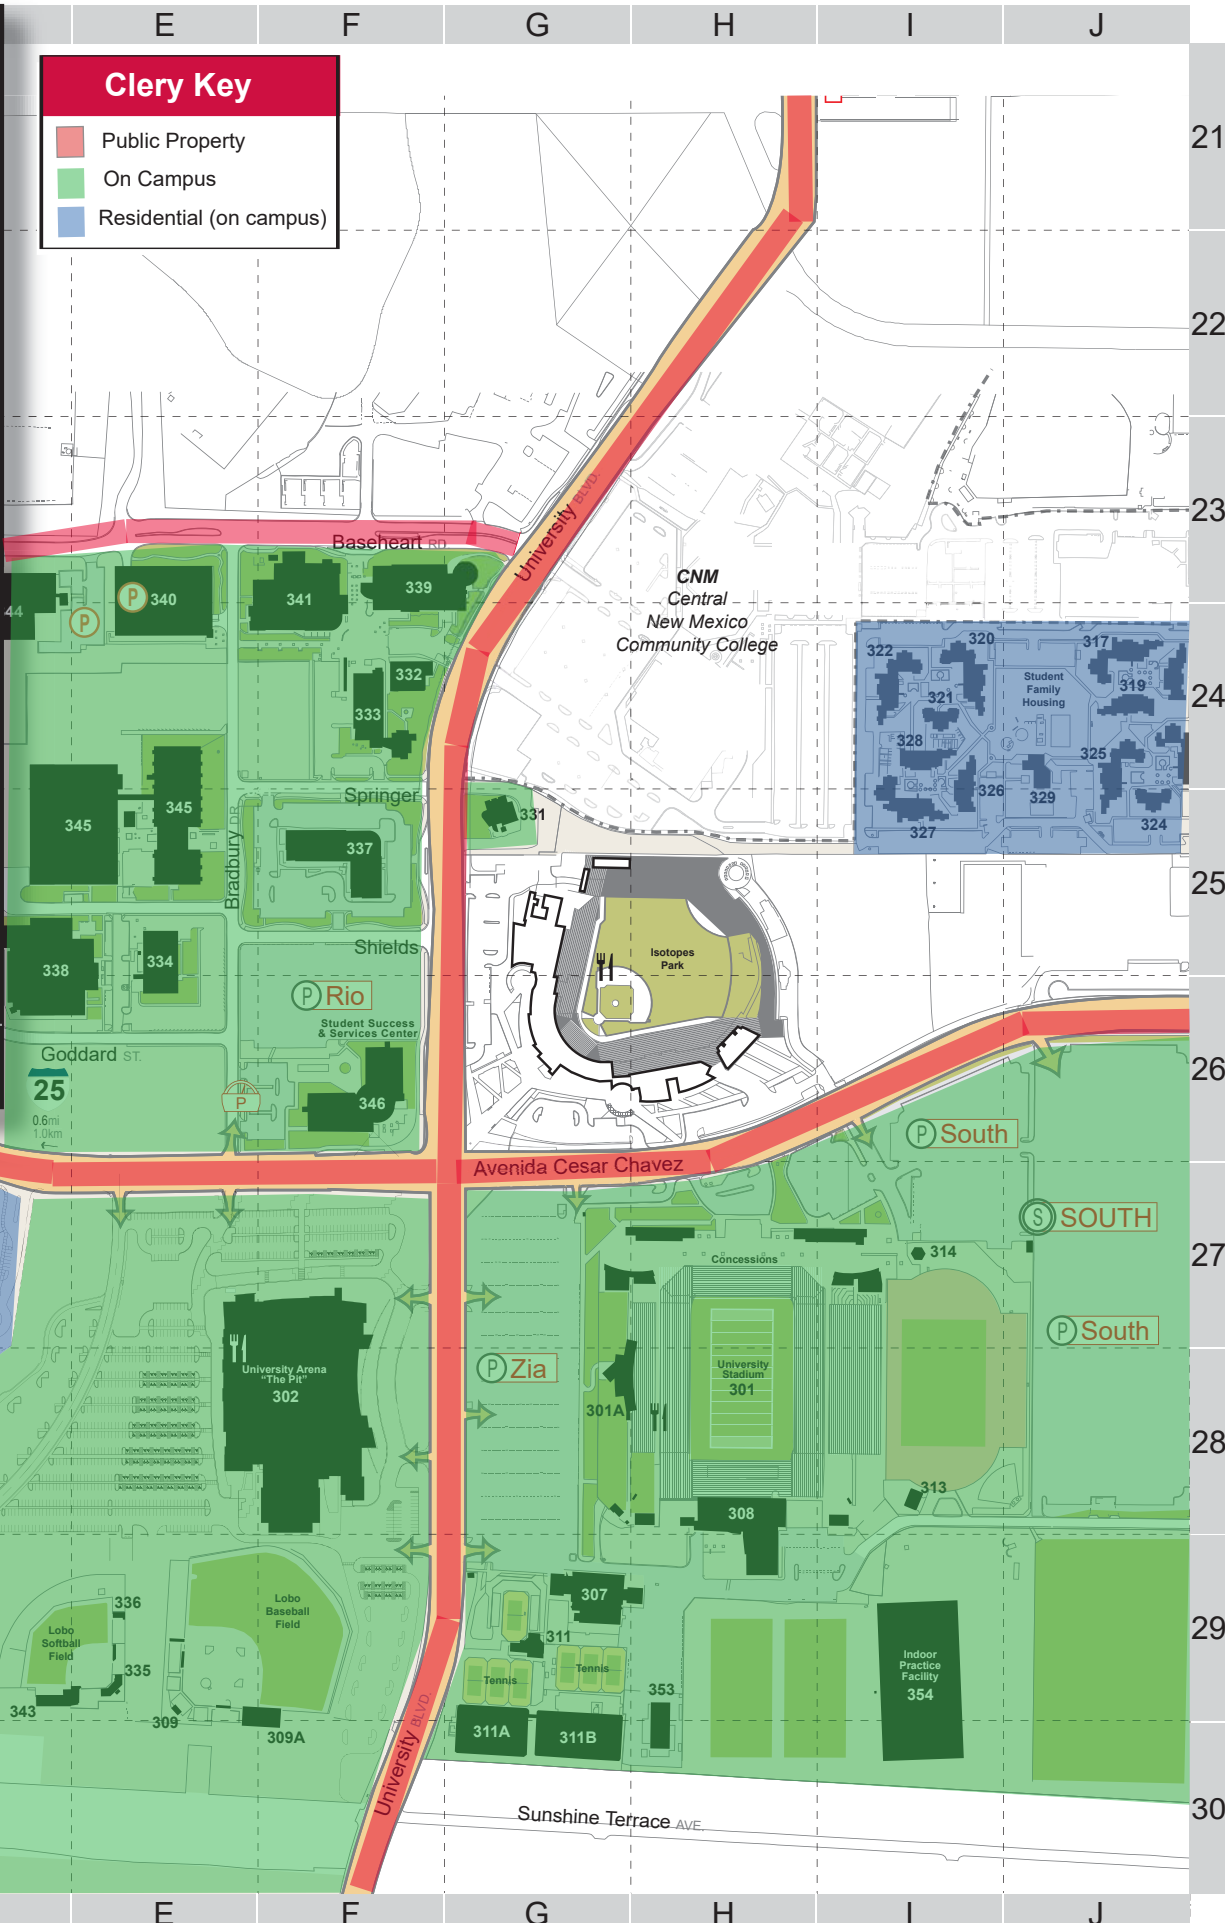 E F G H I J
Clery Key
Public Property
On Campus
Residential (on campus)
21
22
23
University BLVD.
Baseheart RD
CNM
Central
New Mexico
Community College
44
340
341
339
P
P
332
333
322
320
317
321
319
Student
Family
Housing
24
328
325
326
329
327
324
Springer
331
345
345
337
Bradbury DR
25
Shields
338
334
Isotopes
Park
P Rio
Student Success
& Services Center
Goddard ST.
25
0.6mi
1.0km
P
346
26
P South
Avenida Cesar Chavez
S SOUTH
27
314
Concessions
P South
University Arena
"The Pit"
302
P Zia
University
Stadium
301
301A
28
313
308
336
Lobo
Baseball
Field
307
Lobo
Softball
Field
29
311
335
Tennis
Tennis
Indoor
Practice
Facility
354
353
343
309
309A
311A
311B
University BLVD.
Sunshine Terrace AVE.
30
E F G H I J